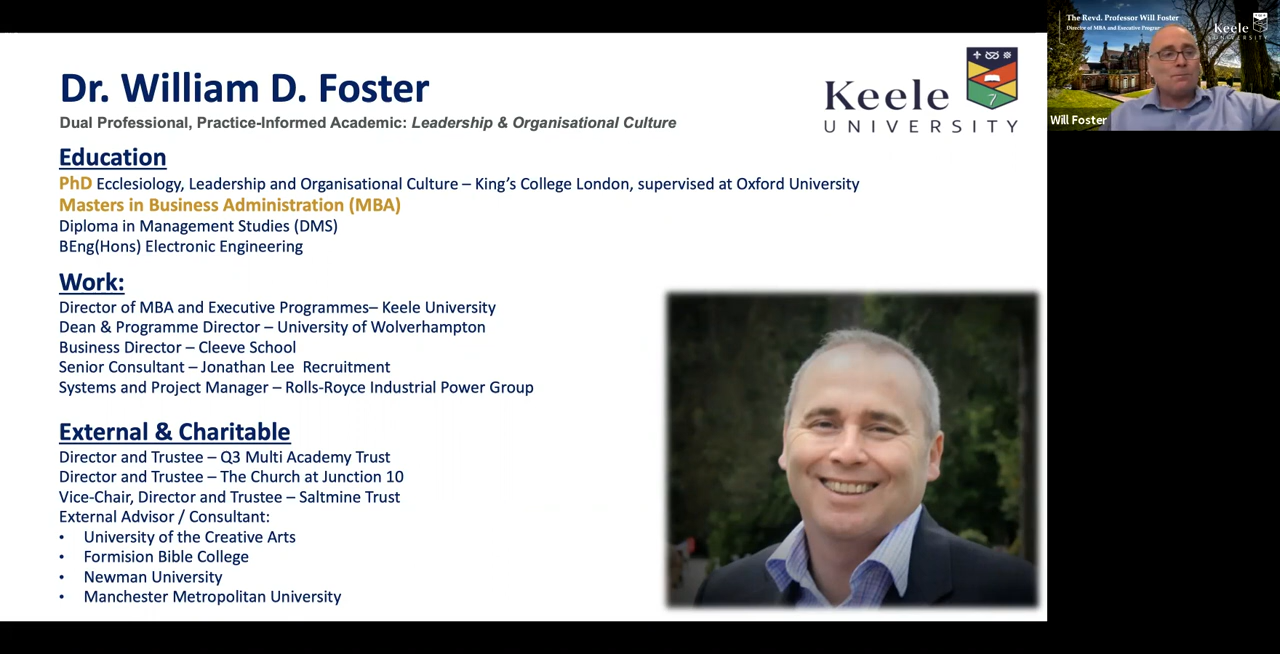 Dr. William D. Foster
Dual Professional, Practice-Informed Academic: Leadership & Organisational Culture
Keele
UNIVERSITY
Education
PhD Ecclesiology, Leadership and Organisational Culture – King's College London, supervised at Oxford University
Masters in Business Administration (MBA)
Diploma in Management Studies (DMS)
BEng(Hons) Electronic Engineering
Work:
Director of MBA and Executive Programmes– Keele University
Dean & Programme Director – University of Wolverhampton
Business Director – Cleeve School
Senior Consultant – Jonathan Lee  Recruitment
Systems and Project Manager – Rolls-Royce Industrial Power Group
External & Charitable
Director and Trustee – Q3 Multi Academy Trust
Director and Trustee – The Church at Junction 10
Vice-Chair, Director and Trustee – Saltmine Trust
External Advisor / Consultant:
• University of the Creative Arts
• Formision Bible College
• Newman University
• Manchester Metropolitan University
The Revd. Professor Will Foster
Director of MBA and Executive
Keele
UNIVERSITY
Will Foster